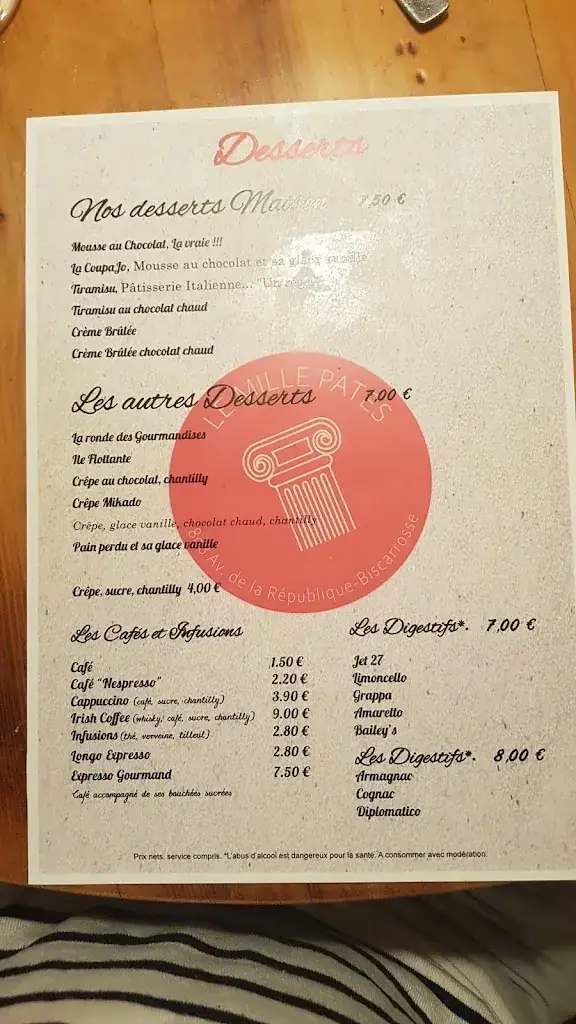 Desserts
Nos desserts Maison 7,50 €
Mousse au Chocolat, La vraie !!!
La CoupaJo, Mousse au chocolat et sa glace vanille
Tiramisu, Pâtisserie Italienne... "Un régal"
Tiramisu au chocolat chaud
Crème Brûlée
Crème Brûlée chocolat chaud
LE MILLE PATES
Les autres Desserts 7,00 €
La ronde des Gourmandises
Ile Flottante
Crêpe au chocolat, chantilly
Crêpe Mikado
Crêpe, glace vanille, chocolat chaud, chantilly
Pain perdu et sa glace vanille
Av. de la République-Biscarrosse
Crêpe, sucre, chantilly 4,00 €
Les Cafés et Infusions
Café 1.50 €
Café "Nespresso" 2.20 €
Cappuccino (café, sucre, chantilly) 3.90 €
Irish Coffee (whisky, café, sucre, chantilly) 9.00 €
Infusions (thé, verveine, tilleul) 2.80 €
Longo Expresso 2.80 €
Expresso Gourmand 7.50 €
Café accompagné de ses bouchées sucrées
Les Digestifs*. 7,00 €
Jet 27
Limoncello
Grappa
Amaretto
Bailey's
Les Digestifs*. 8,00 €
Armagnac
Cognac
Diplomatico
Prix nets, service compris. *L'abus d'alcool est dangereux pour la santé. A consommer avec modération.